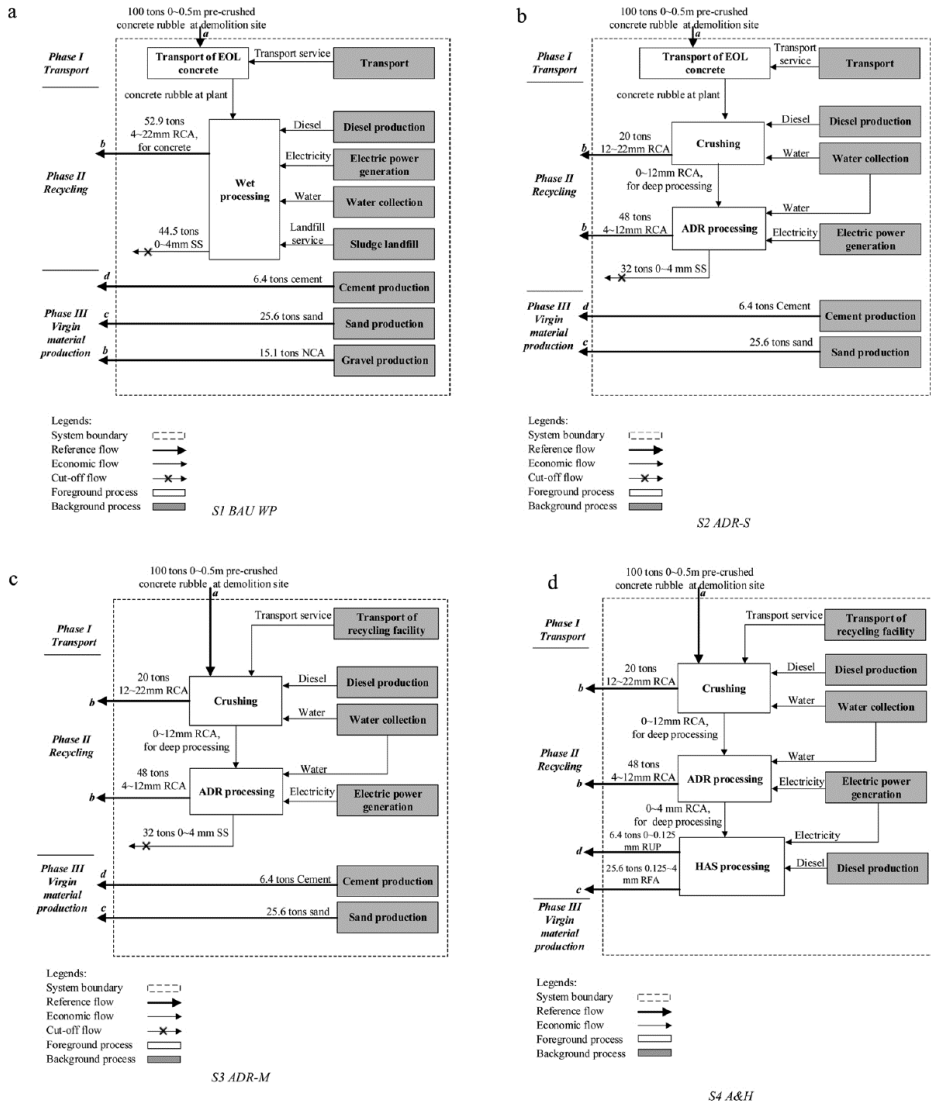 a
100 tons 0~0.5m pre-crushed
concrete rubble at demolition site
a
Phase I
Transport
Transport of EOL
concrete
Transport service
Transport
concrete rubble at plant
52.9 tons
4~22mm RCA,
for concrete
b
Phase II
Recycling
Wet
processing
Diesel
Diesel production
Electricity
Electric power
generation
Water
Water collection
Landfill
service
Sludge landfill
44.5 tons
0~4mm SS
d
6.4 tons cement
Cement production
Phase III
Virgin
material
production
c
25.6 tons sand
Sand production
b
15.1 tons NCA
Gravel production
Legends:
System boundary
Reference flow
Economic flow
Cut-off flow
Foreground process
Background process
S1 BAU WP
b
100 tons 0~0.5m pre-crushed
concrete rubble at demolition site
a
Phase I
Transport
Transport of EOL
concrete
Transport
service
Transport
concrete rubble at plant
Diesel
Diesel production
20 tons
12~22mm RCA
b
Crushing
Water
Water collection
Phase II
Recycling
0~12mm RCA,
for deep processing
Water
48 tons
4~12mm RCA
b
ADR processing
Electricity
Electric power
generation
32 tons 0~4 mm SS
Phase III
Virgin
material
production
d
6.4 tons Cement
Cement production
c
25.6 tons sand
Sand production
Legends:
System boundary
Reference flow
Economic flow
Cut-off flow
Foreground process
Background process
S2 ADR-S
c
100 tons 0~0.5m pre-crushed
concrete rubble at demolition site
a
Phase I
Transport
Transport service
Transport of
recycling facility
20 tons
12~22mm RCA
b
Crushing
Diesel
Diesel production
Water
Water collection
Phase II
Recycling
0~12mm RCA,
for deep processing
Water
48 tons
4~12mm RCA
b
ADR processing
Electricity
Electric power
generation
32 tons 0~4 mm SS
Phase III
Virgin
material
production
d
6.4 tons Cement
Cement production
c
25.6 tons sand
Sand production
Legends:
System boundary
Reference flow
Economic flow
Cut-off flow
Foreground process
Background process
S3 ADR-M
d
100 tons 0~0.5m pre-crushed
concrete rubble at demolition site
a
Phase I
Transport
Transport service
Transport of
recycling facility
20 tons
12~22mm RCA
b
Crushing
Diesel
Diesel production
Water
Water collection
0~12mm RCA,
for deep processing
Phase II
Recycling
Water
48 tons
4~12mm RCA
b
ADR processing
Electricity
Electric power
generation
0~4 mm RCA,
for deep processing
6.4 tons 0~0.125
mm RUP
d
Electricity
HAS processing
25.6 tons 0.125~4
mm RFA
c
Diesel
Diesel production
Phase III
Virgin
material
production
Legends:
System boundary
Reference flow
Economic flow
Foreground process
Background process
S4 A&H